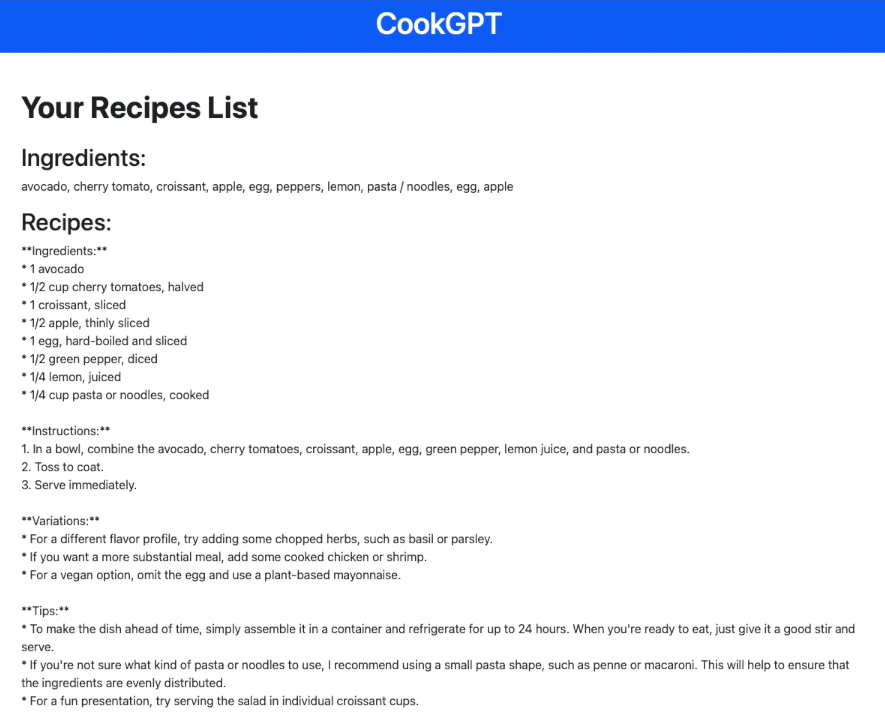 CookGPT
Your Recipes List
Ingredients:
avocado, cherry tomato, croissant, apple, egg, peppers, lemon, pasta / noodles, egg, apple
Recipes:
**Ingredients:**
* 1 avocado
* 1/2 cup cherry tomatoes, halved
* 1 croissant, sliced
* 1/2 apple, thinly sliced
* 1 egg, hard-boiled and sliced
* 1/2 green pepper, diced
* 1/4 lemon, juiced
* 1/4 cup pasta or noodles, cooked
**Instructions:**
1. In a bowl, combine the avocado, cherry tomatoes, croissant, apple, egg, green pepper, lemon juice, and pasta or noodles.
2. Toss to coat.
3. Serve immediately.
**Variations:**
* For a different flavor profile, try adding some chopped herbs, such as basil or parsley.
* If you want a more substantial meal, add some cooked chicken or shrimp.
* For a vegan option, omit the egg and use a plant-based mayonnaise.
**Tips:**
* To make the dish ahead of time, simply assemble it in a container and refrigerate for up to 24 hours. When you're ready to eat, just give it a good stir and
serve.
* If you're not sure what kind of pasta or noodles to use, I recommend using a small pasta shape, such as penne or macaroni. This will help to ensure that
the ingredients are evenly distributed.
* For a fun presentation, try serving the salad in individual croissant cups.